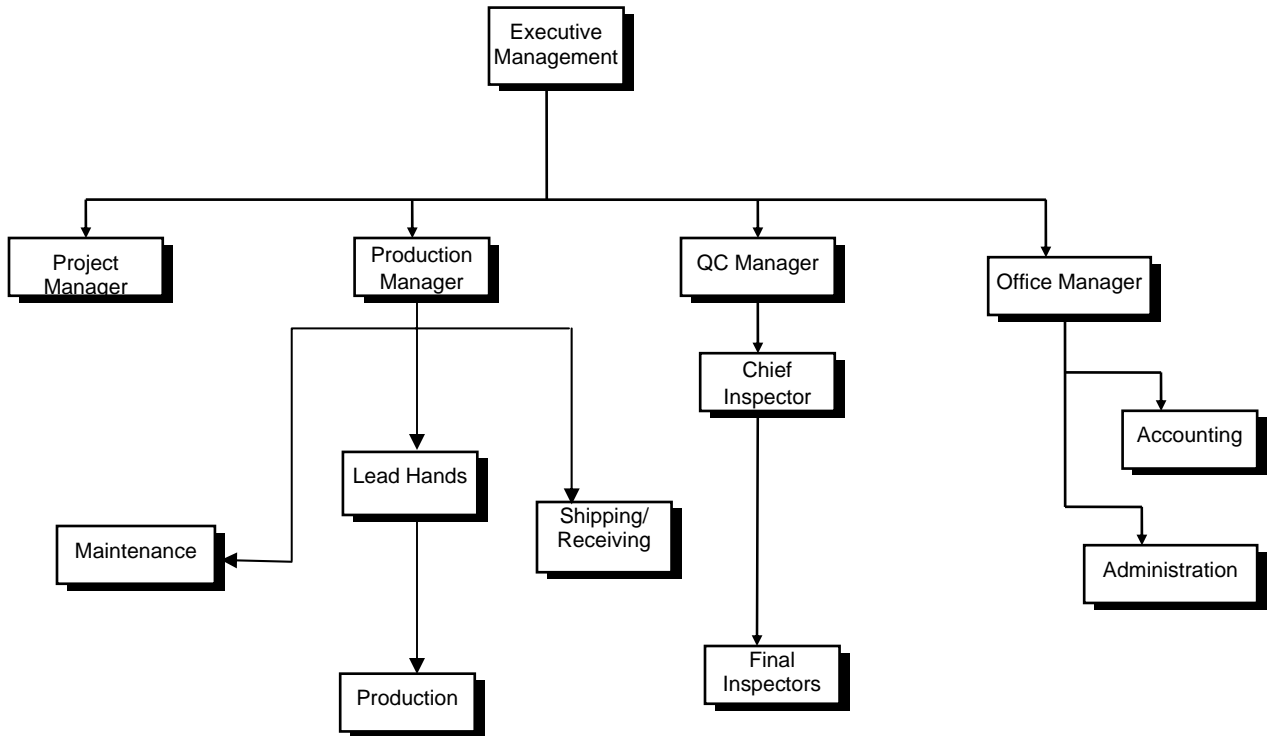 Executive
Management
Project
Manager
Production
Manager
QC Manager
Office Manager
Chief
Inspector
Accounting
Lead Hands
Shipping/
Receiving
Maintenance
Administration
Final
Inspectors
Production